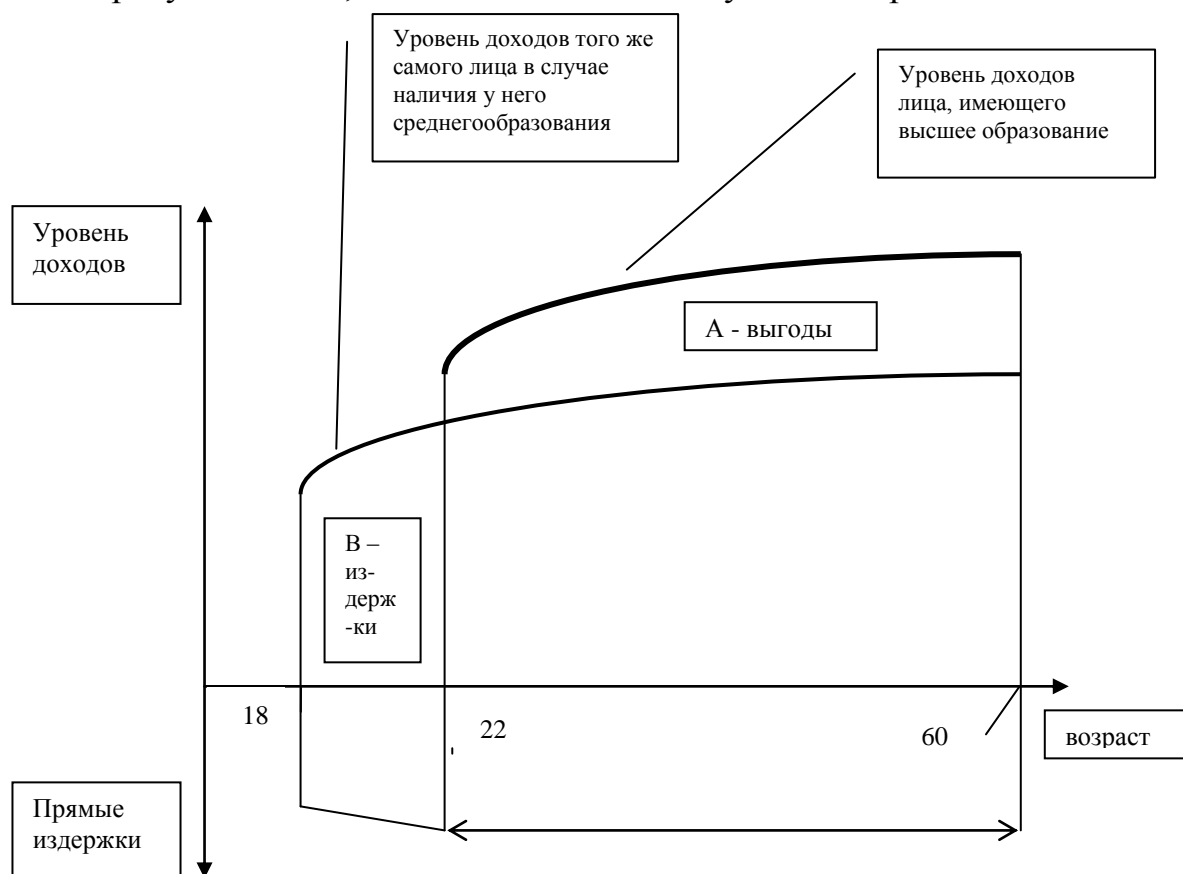 Уровень доходов того же
самого лица в случае
наличия у него
среднегообразования
Уровень доходов
лица, имеющего
высшее образование
Уровень
доходов
А - выгоды
В –
из-
держ
-ки
18
22
60
возраст
Прямые
издержки